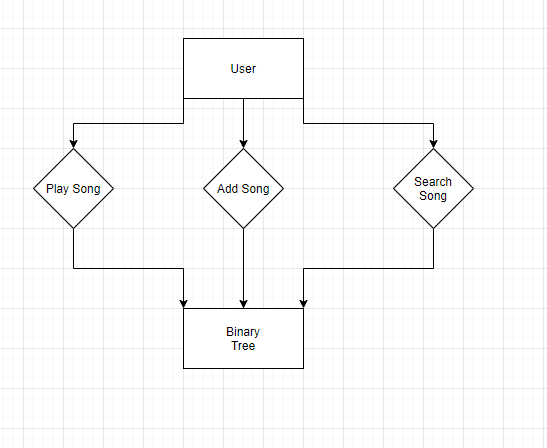 User
Play Song
Add Song
Search
Song
Binary
Tree